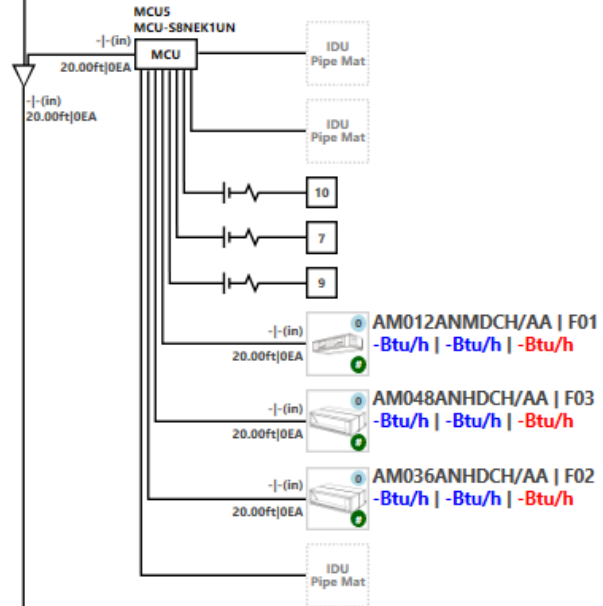 MCU5
MCU-S8NEK1UN
-|-(in)
MCU
20.00ft|0EA
IDU
Pipe Mat
-|-(in)
20.00ft|0EA
IDU
Pipe Mat
10
7
9
-|-(in)
20.00ft|0EA
0
#
AM012ANMDCH/AA | F01
-Btu/h | -Btu/h | -Btu/h
-|-(in)
20.00ft|0EA
0
#
AM048ANHDCH/AA | F03
-Btu/h | -Btu/h | -Btu/h
-|-(in)
20.00ft|0EA
0
#
AM036ANHDCH/AA | F02
-Btu/h | -Btu/h | -Btu/h
IDU
Pipe Mat